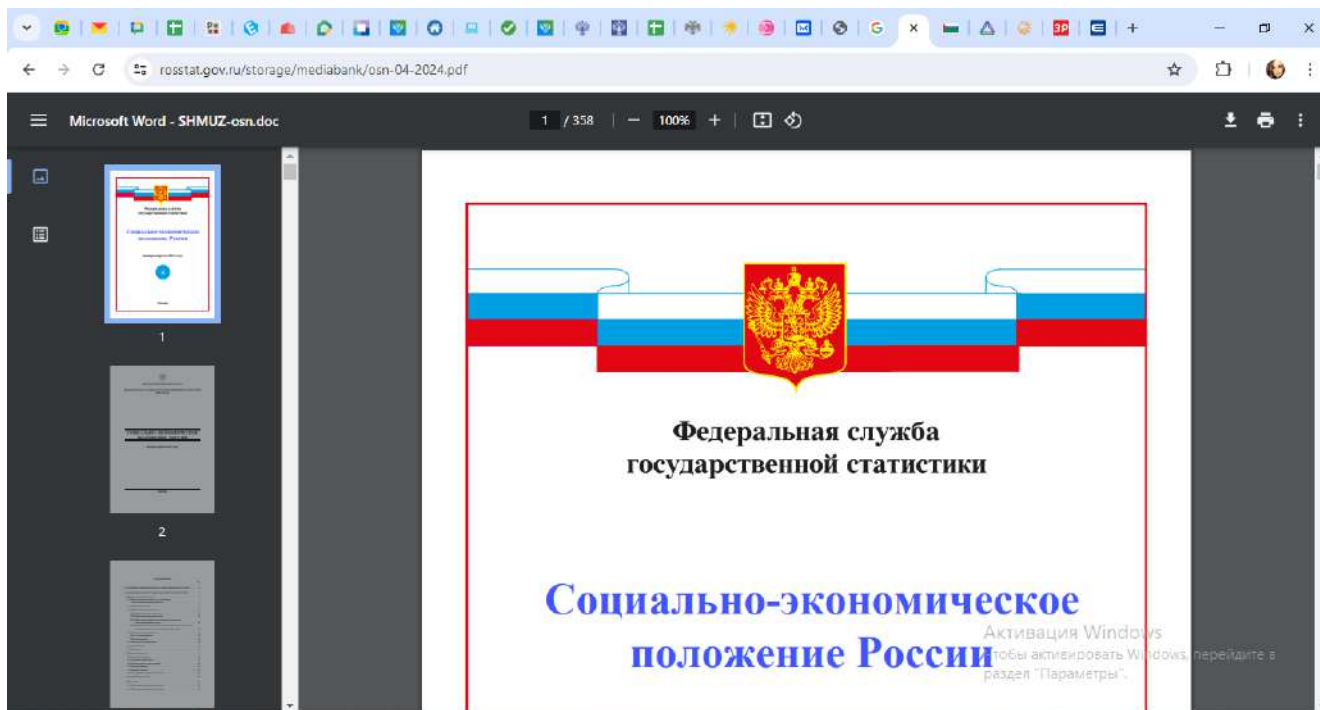 rosstat.gov.ru/storage/mediabank/osn-04-2024.pdf
Microsoft Word - SHMUZ-osn.doc
1 / 358
100%
1
2
Федеральная служба
государственной статистики
Социально-экономическое
положение России
Активация Windows
Чтобы активировать Windows, перейдите в
раздел "Параметры".